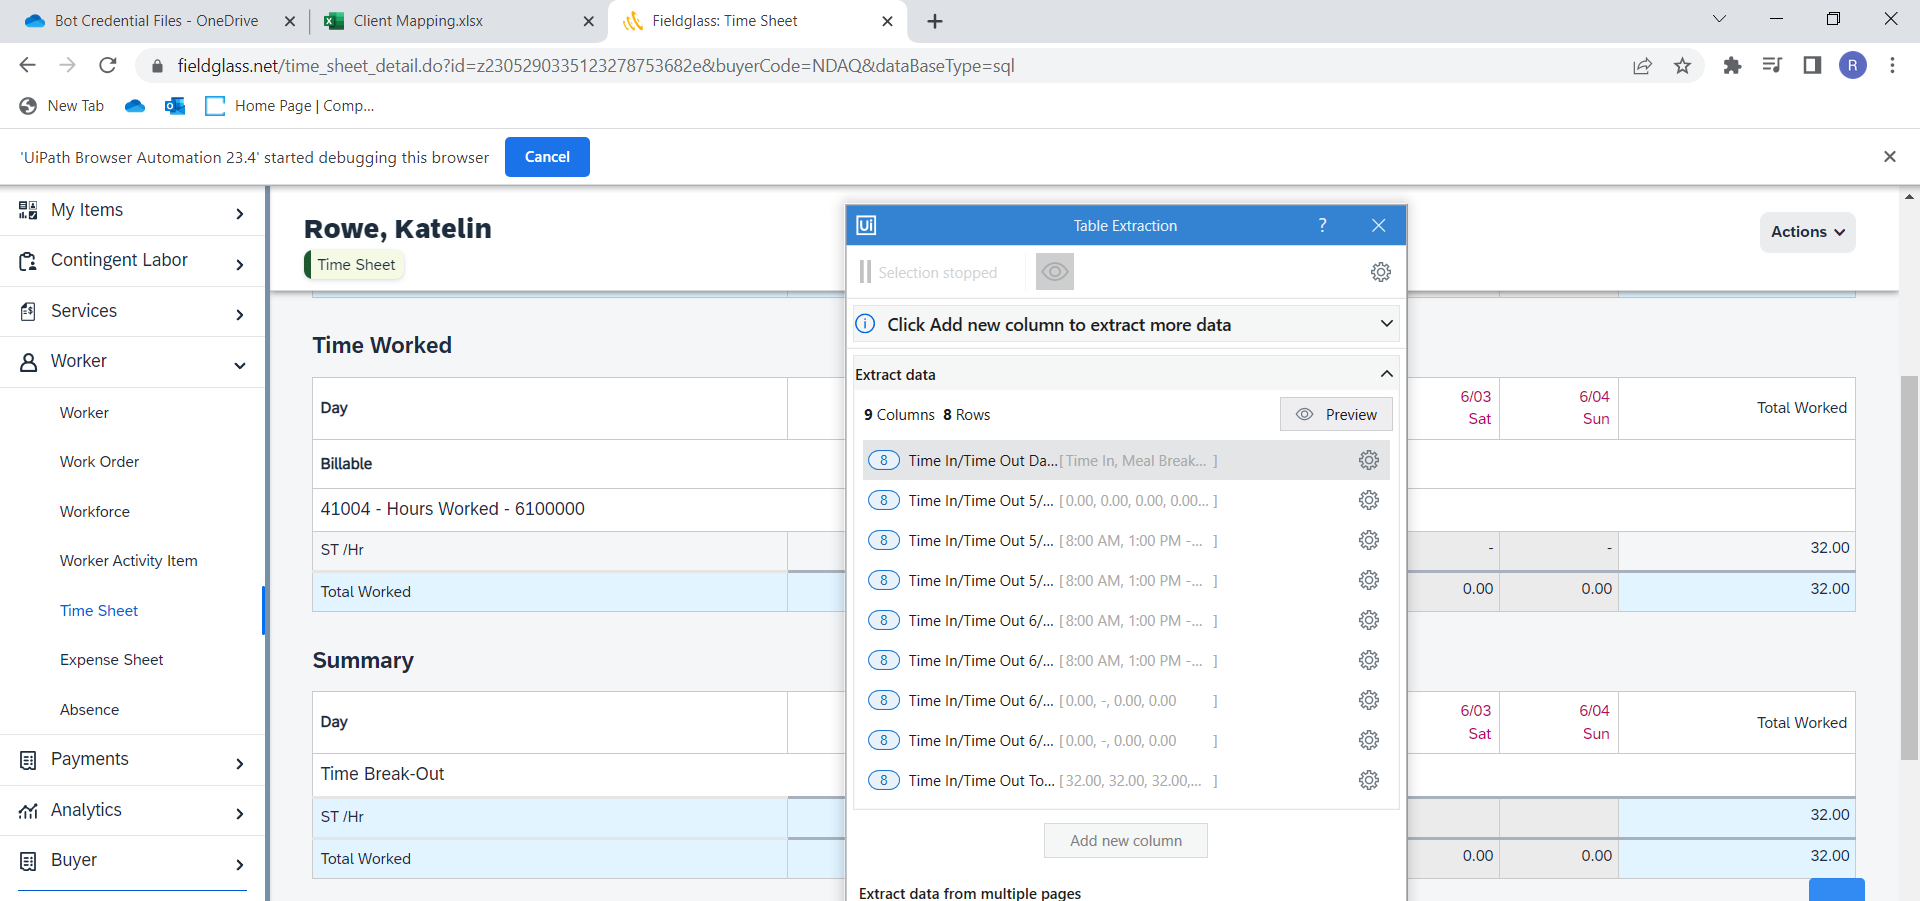 Bot Credential Files - OneDrive
Client Mapping.xlsx
Fieldglass: Time Sheet
fieldglass.net/time_sheet_detail.do?id=z2305290335123278753682e&buyerCode=NDAQ&dataBaseType=sql
R
New Tab
Home Page | Comp...
'UiPath Browser Automation 23.4' started debugging this browser
Cancel
My Items
Contingent Labor
Services
Worker
Worker
Work Order
Workforce
Worker Activity Item
Time Sheet
Expense Sheet
Absence
Payments
Analytics
Buyer
Rowe, Katelin
Time Sheet
Actions
Time Worked
Day
6/03 Sat
6/04 Sun
Total Worked
Billable
41004 - Hours Worked - 6100000
ST /Hr
-
-
32.00
Total Worked
0.00
0.00
32.00
Summary
Day
6/03 Sat
6/04 Sun
Total Worked
Time Break-Out
ST /Hr
32.00
Total Worked
0.00
0.00
32.00
Ui
Table Extraction
?
Selection stopped
Click Add new column to extract more data
Extract data
9 Columns 8 Rows
Preview
8 Time In/Time Out Da... [ Time In, Meal Break... ]
8 Time In/Time Out 5/... [ 0.00, 0.00, 0.00, 0.00... ]
8 Time In/Time Out 5/... [ 8:00 AM, 1:00 PM -... ]
8 Time In/Time Out 5/... [ 8:00 AM, 1:00 PM -... ]
8 Time In/Time Out 6/... [ 8:00 AM, 1:00 PM -... ]
8 Time In/Time Out 6/... [ 8:00 AM, 1:00 PM -... ]
8 Time In/Time Out 6/... [ 0.00, -, 0.00, 0.00 ]
8 Time In/Time Out 6/... [ 0.00, -, 0.00, 0.00 ]
8 Time In/Time Out To... [ 32.00, 32.00, 32.00,... ]
Add new column
Extract data from multiple pages